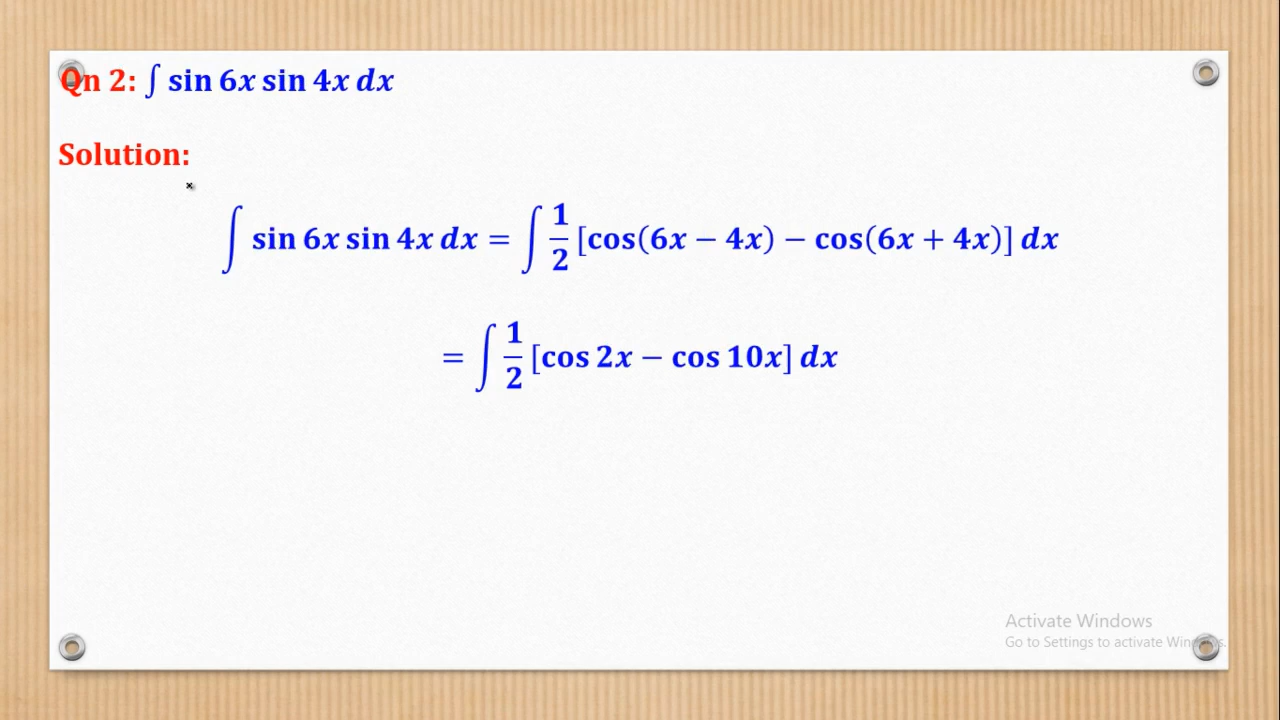 Qn 2: ∫ sin 6x sin 4x dx
Solution:
∫ sin 6x sin 4x dx = ∫ 1/2 [cos(6x − 4x) − cos(6x + 4x)] dx
= ∫ 1/2 [cos 2x − cos 10x] dx
Activate Windows
Go to Settings to activate Windows.